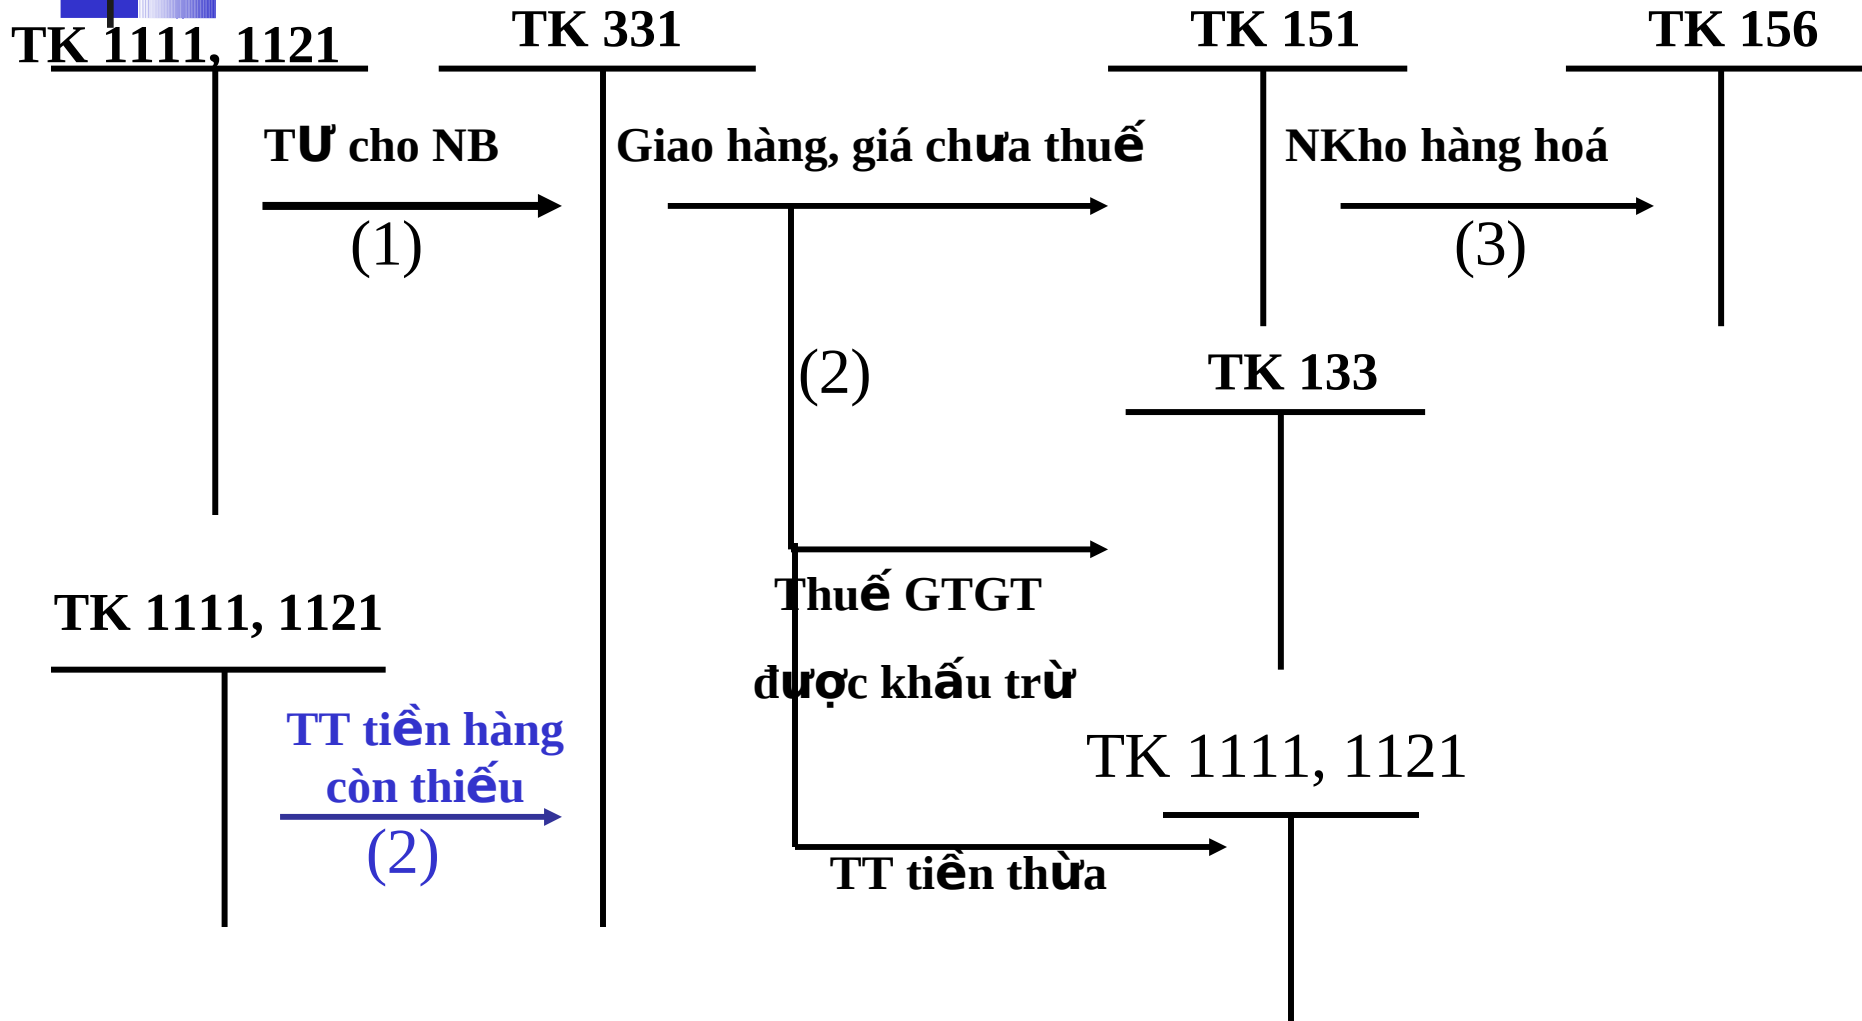 TK 1111, 1121
TK 331
TK 151
TK 156
TƯ cho NB
(1)
Giao hàng, giá chưa thuế
NKho hàng hoá
(3)
(2)
TK 133
Thuế GTGT
được khấu trừ
TK 1111, 1121
TT tiền hàng
còn thiếu
(2)
TK 1111, 1121
TT tiền thừa